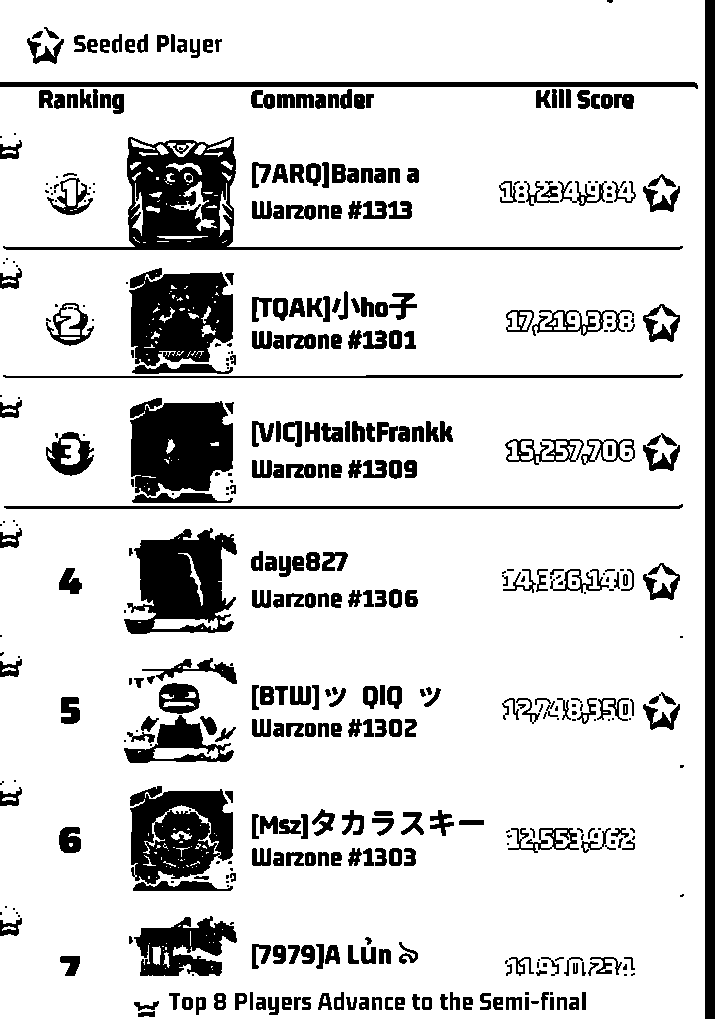 Seeded Player
Ranking Commander Kill Score
1 [7ARQ]Banan a 18,234,984
Warzone #1313
2 [TQAK]小ho子 17,219,388
Warzone #1301
3 [VlC]HtaihtFrankk 15,257,706
Warzone #1309
4 daye827 14,326,140
Warzone #1306
5 [BTW]ツ QlQ ツ 12,748,350
Warzone #1302
6 [Msz]タカラスキー 12,553,962
Warzone #1303
7 [7979]A Lủn 11,910,234
Top 8 Players Advance to the Semi-final